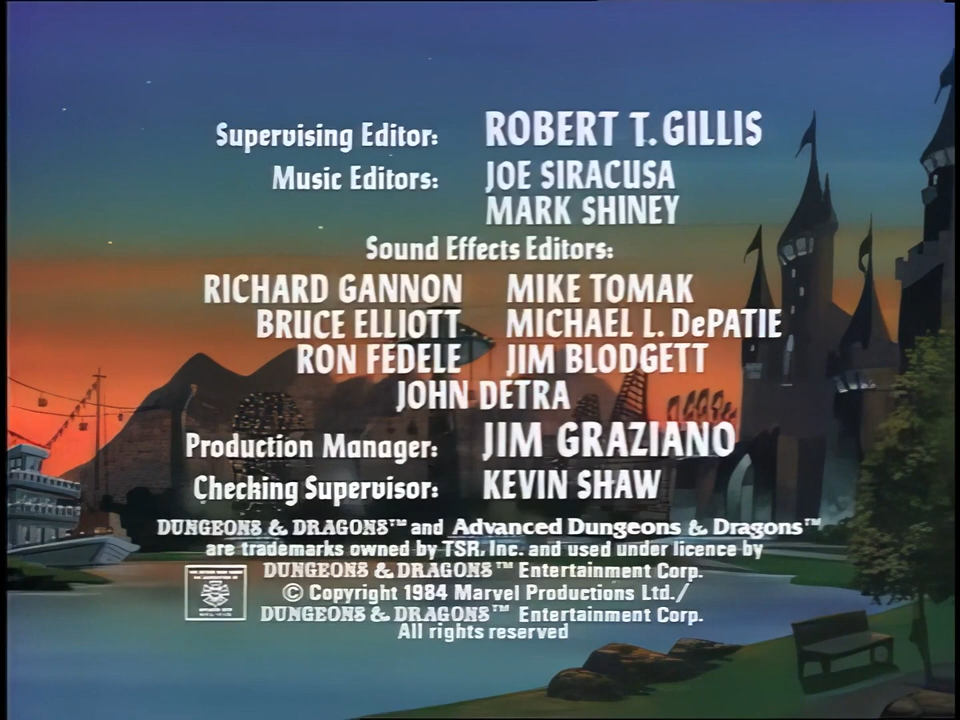 Supervising Editor: ROBERT T. GILLIS
Music Editors: JOE SIRACUSA
MARK SHINEY
Sound Effects Editors:
RICHARD GANNON MIKE TOMAK
BRUCE ELLIOTT MICHAEL L. DePATIE
RON FEDELE JIM BLODGETT
JOHN DETRA
Production Manager: JIM GRAZIANO
Checking Supervisor: KEVIN SHAW
DUNGEONS & DRAGONS™ and Advanced Dungeons & Dragons™
are trademarks owned by TSR, Inc. and used under licence by
DUNGEONS & DRAGONS™ Entertainment Corp.
© Copyright 1984 Marvel Productions Ltd./
DUNGEONS & DRAGONS™ Entertainment Corp.
All rights reserved